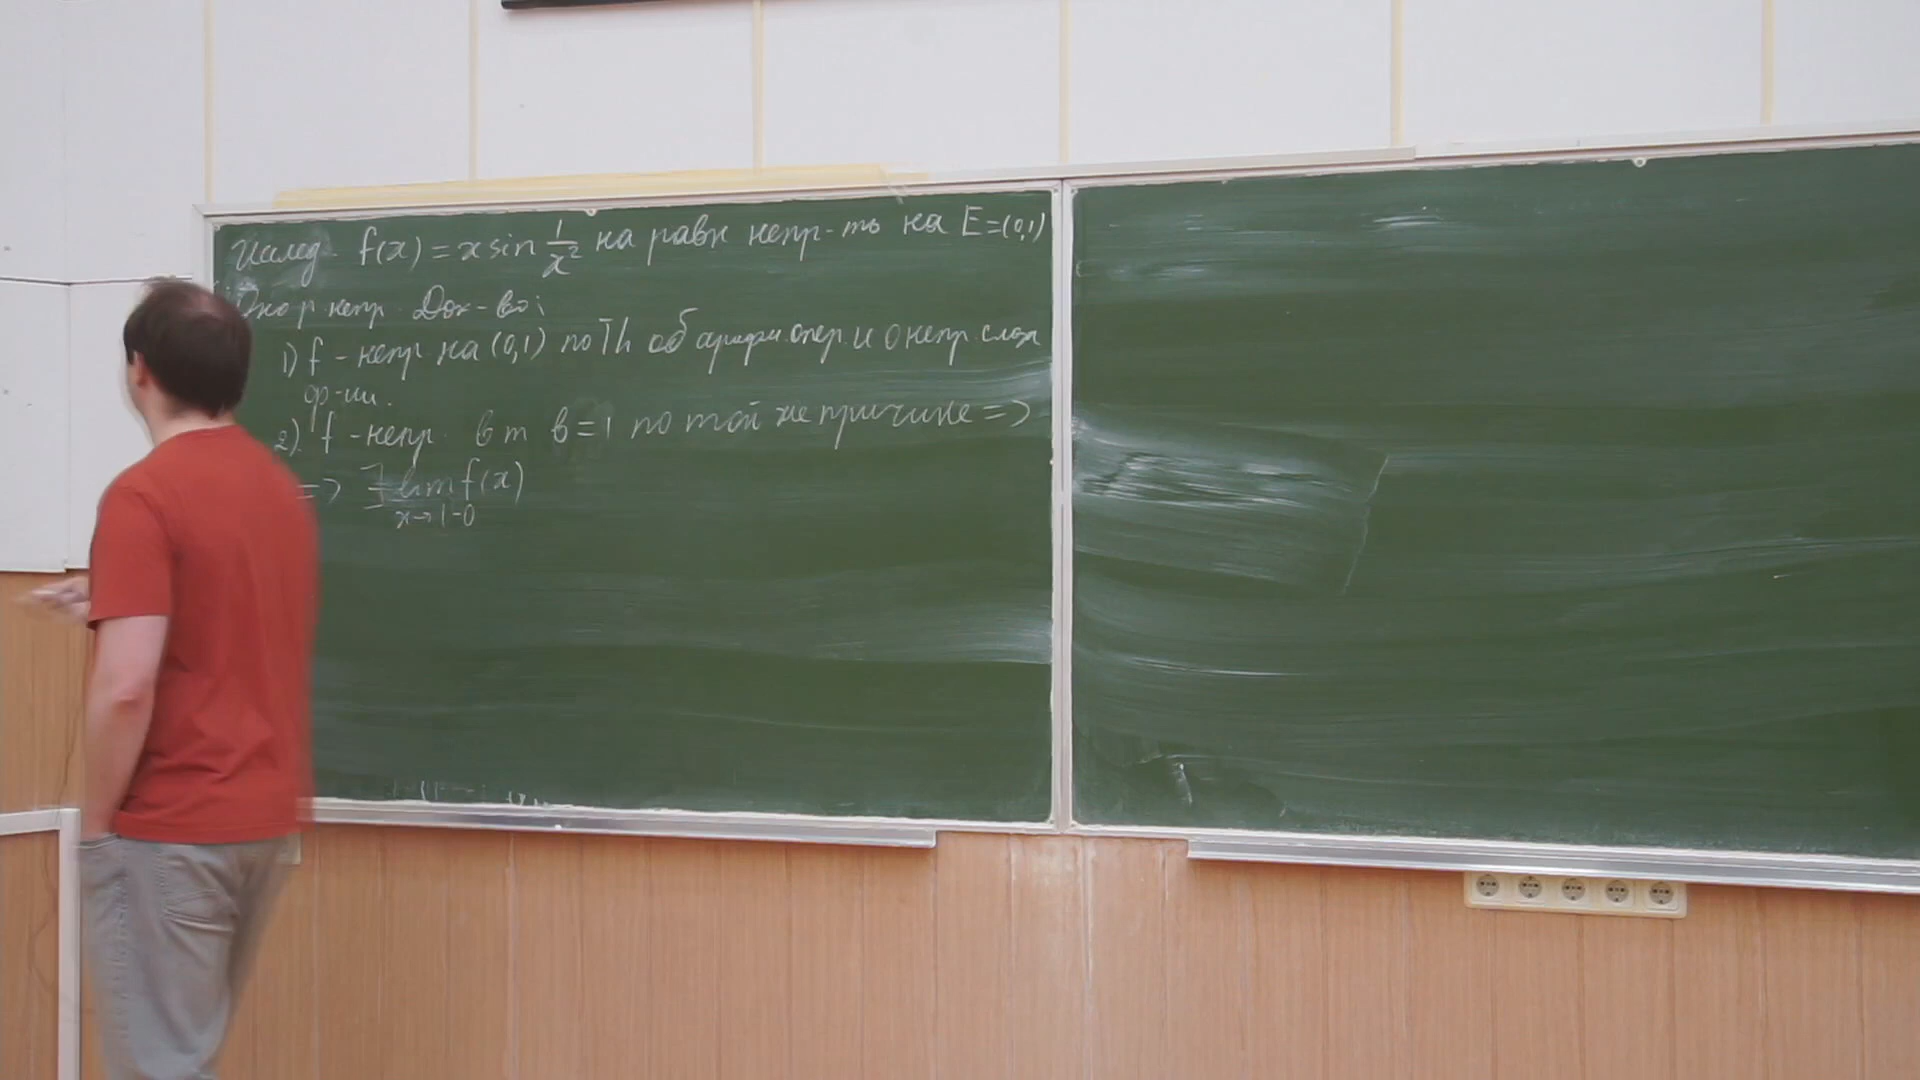 Исслед. f(x) = x sin 1/x² на равн непр-ть на E=(0,1)
Она р. непр. Док-во:
1) f - непр. на (0,1) по Th об арифм. опер. и о непр. слож
ф-ии.
2) f - непр. в т b=1 по той же причине =>
=> ∃ lim f(x)
x→1-0